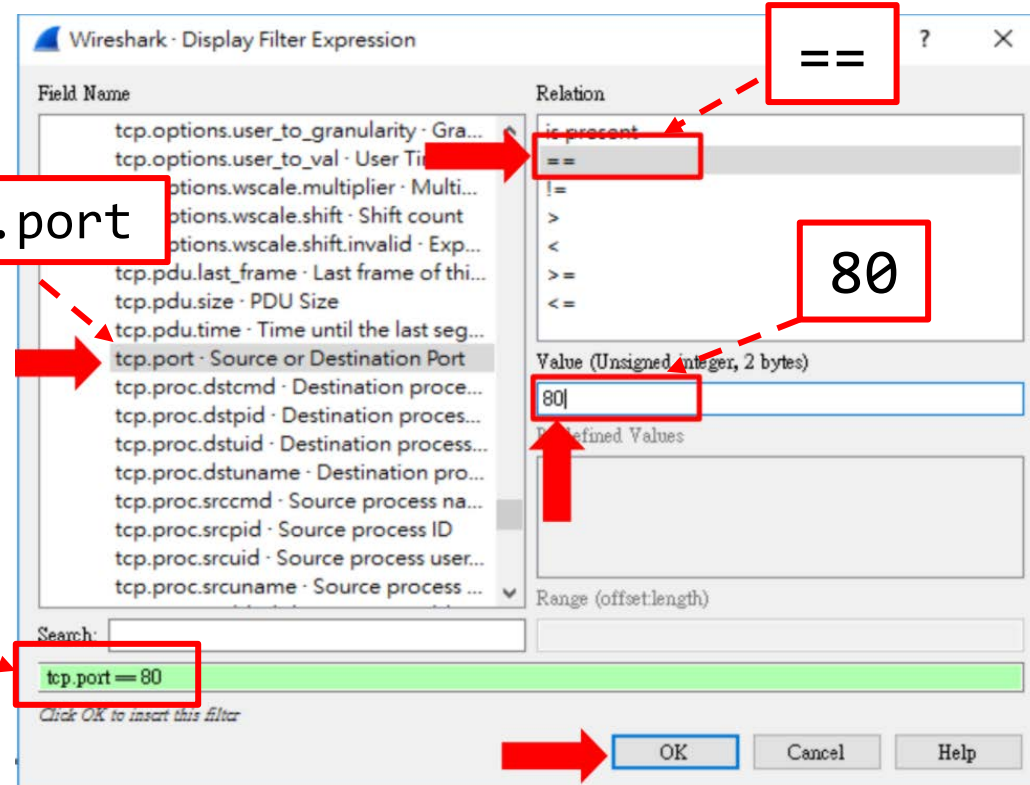 Wireshark · Display Filter Expression
? ×
==
Field Name
Relation
tcp.options.user_to_granularity · Gra...
is present
tcp.options.user_to_val · User Ti
==
ptions.wscale.multiplier · Multi...
!=
ptions.wscale.shift · Shift count
>
.port
ptions.wscale.shift.invalid · Exp...
<
80
tcp.pdu.last_frame · Last frame of thi...
>=
tcp.pdu.size · PDU Size
<=
tcp.pdu.time · Time until the last seg...
tcp.port · Source or Destination Port
Value (Unsigned integer, 2 bytes)
tcp.proc.dstcmd · Destination proce...
80
tcp.proc.dstpid · Destination proces...
tcp.proc.dstuid · Destination process...
efined Values
tcp.proc.dstuname · Destination pro...
tcp.proc.srccmd · Source process na...
tcp.proc.srcpid · Source process ID
tcp.proc.srcuid · Source process user...
tcp.proc.srcuname · Source process ...
Range (offset:length)
Search:
tcp.port == 80
Click OK to insert this filter
OK
Cancel
Help